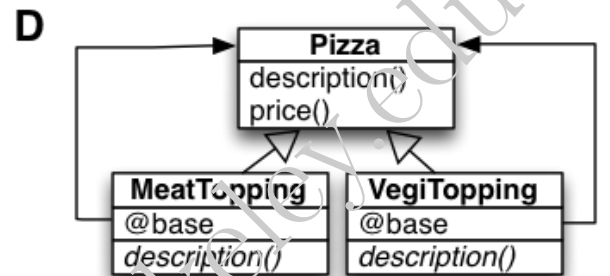 D
Pizza
description()
price()
MeatTopping
@base
description()
VegiTopping
@base
description()